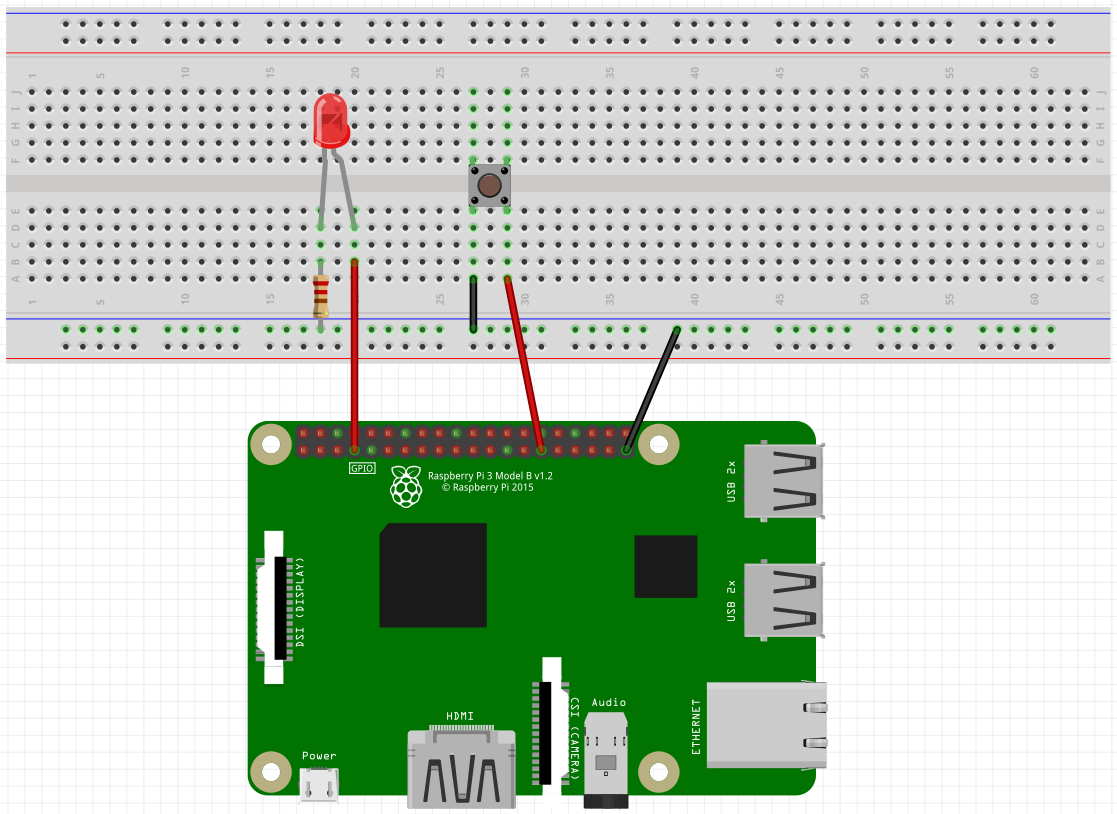 1 5 10 15 20 25 30 35 40 45 50 55 60
J J
I I
H H
G G
F F
E E
D D
C C
B B
A A
1 5 10 15 20 25 30 35 40 45 50 55 60
GPIO
Raspberry Pi 3 Model B v1.2
© Raspberry Pi 2015
USB 2x
DSI (DISPLAY)
USB 2x
CSI (CAMERA)
Audio
ETHERNET
HDMI
Power